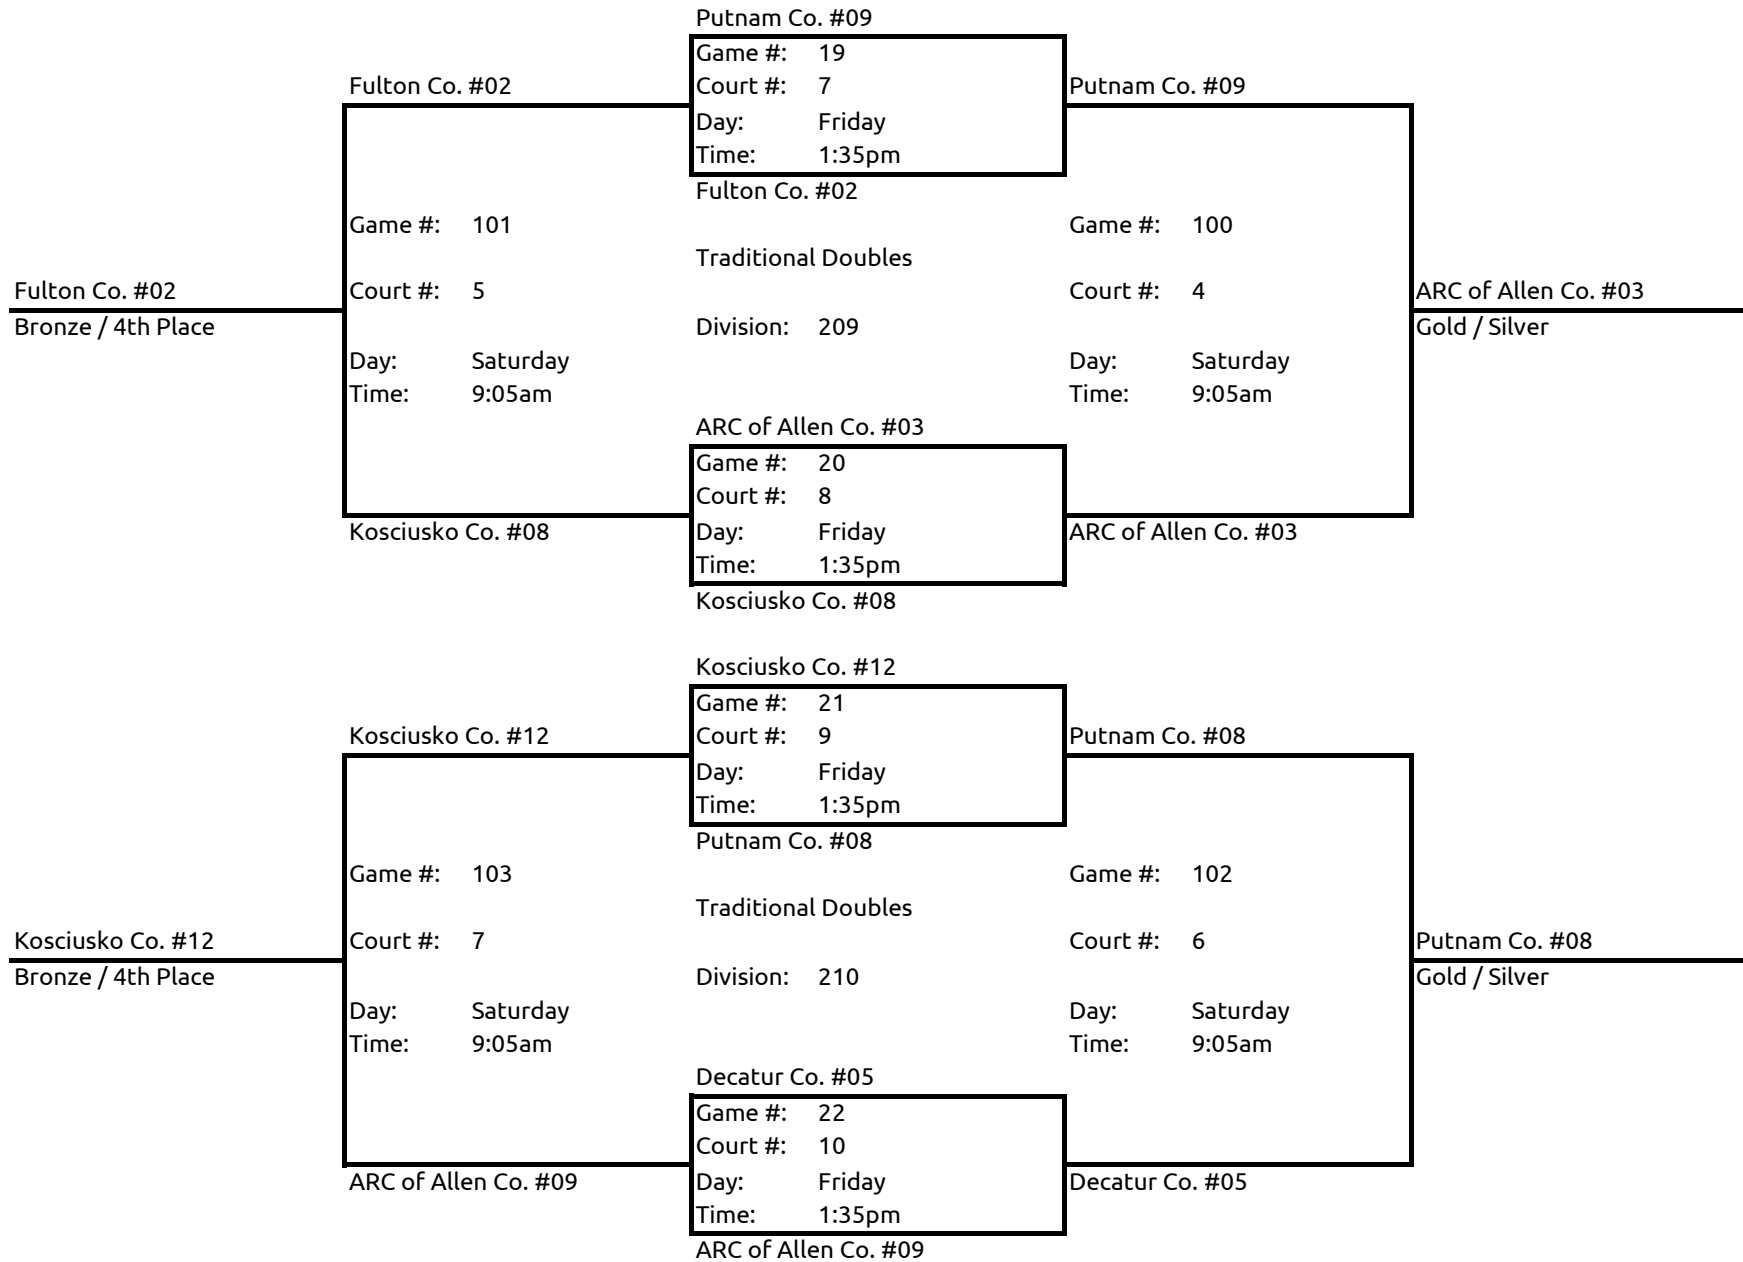 Putnam Co. #09
Game #: 19
Fulton Co. #02 Court #: 7 Putnam Co. #09
Day: Friday
Time: 1:35pm
Fulton Co. #02
Game #: 101 Game #: 100
Traditional Doubles
Fulton Co. #02 Court #: 5 Court #: 4 ARC of Allen Co. #03
Bronze / 4th Place Division: 209 Gold / Silver
Day: Saturday Day: Saturday
Time: 9:05am Time: 9:05am
ARC of Allen Co. #03
Game #: 20
Court #: 8
Kosciusko Co. #08 Day: Friday ARC of Allen Co. #03
Time: 1:35pm
Kosciusko Co. #08
Kosciusko Co. #12
Game #: 21
Kosciusko Co. #12 Court #: 9 Putnam Co. #08
Day: Friday
Time: 1:35pm
Putnam Co. #08
Game #: 103 Game #: 102
Traditional Doubles
Kosciusko Co. #12 Court #: 7 Court #: 6 Putnam Co. #08
Bronze / 4th Place Division: 210 Gold / Silver
Day: Saturday Day: Saturday
Time: 9:05am Time: 9:05am
Decatur Co. #05
Game #: 22
Court #: 10
ARC of Allen Co. #09 Day: Friday Decatur Co. #05
Time: 1:35pm
ARC of Allen Co. #09